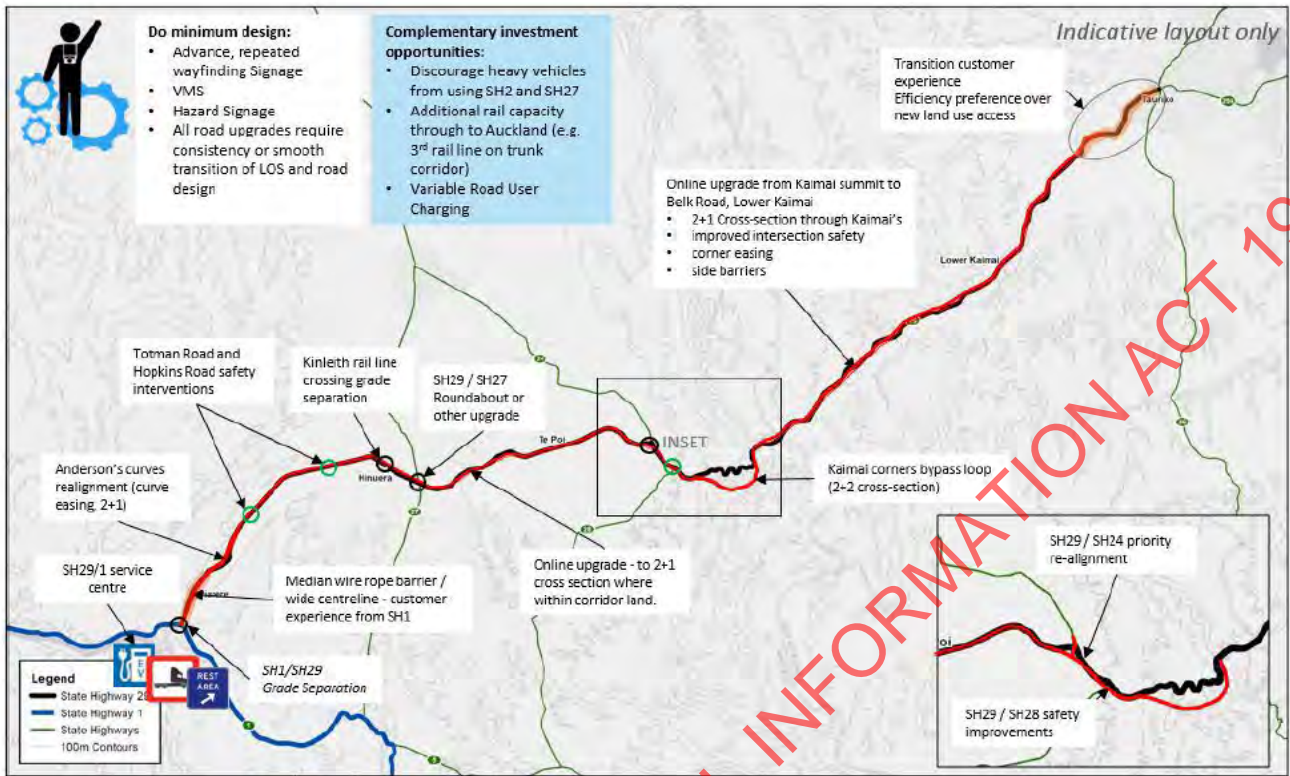 Do minimum design:
• Advance, repeated
wayfinding Signage
• VMS
• Hazard Signage
• All road upgrades require
consistency or smooth
transition of LOS and road
design
Complementary investment
opportunities:
• Discourage heavy vehicles
from using SH2 and SH27
• Additional rail capacity
through to Auckland (e.g.
3rd rail line on trunk
corridor)
• Variable Road User
Charging
Indicative layout only
Transition customer
experience
Efficiency preference over
new land use access
Tauriko
Online upgrade from Kaimai summit to
Belk Road, Lower Kaimai
• 2+1 Cross-section through Kaimai's
• improved intersection safety
• corner easing
• side barriers
Lower Kaimai
Totman Road and
Hopkins Road safety
interventions
Kinleith rail line
crossing grade
separation
SH29 / SH27
Roundabout or
other upgrade
INSET
Te Poi
Hinuera
Anderson's curves
realignment (curve
easing, 2+1)
Kaimai corners bypass loop
(2+2 cross-section)
27
28
SH29/1 service
centre
Median wire rope barrier /
wide centreline - customer
experience from SH1
Online upgrade - to 2+1
cross section where
within corridor land.
SH29 / SH24 priority
re-alignment
SH1/SH29
Grade Separation
E
V
REST
AREA
Legend
State Highway 29
State Highway 1
State Highways
100m Contours
1
SH29 / SH28 safety
improvements
INFORMATION ACT